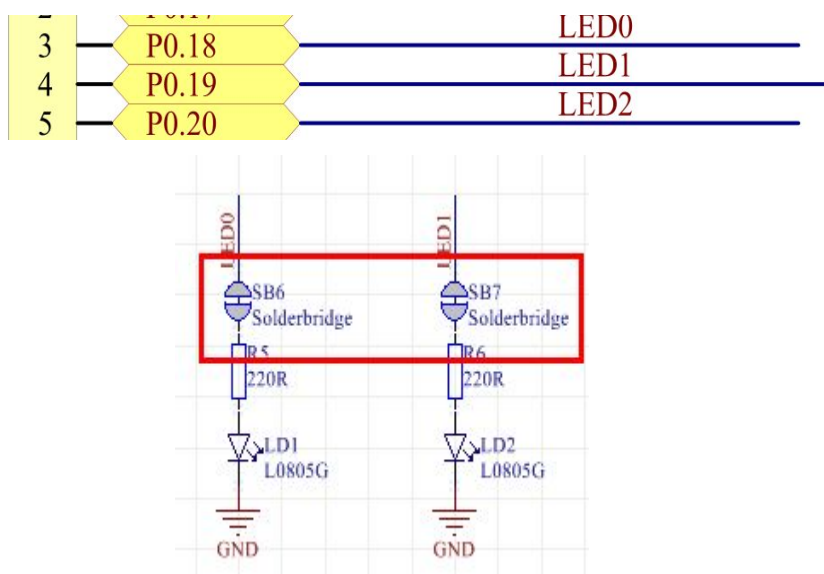 LED0
3 P0.18
LED1
4 P0.19
LED2
5 P0.20
LED0 LED1
SB6 SB7
Solderbridge Solderbridge
R5 R6
220R 220R
LD1 LD2
L0805G L0805G
GND GND